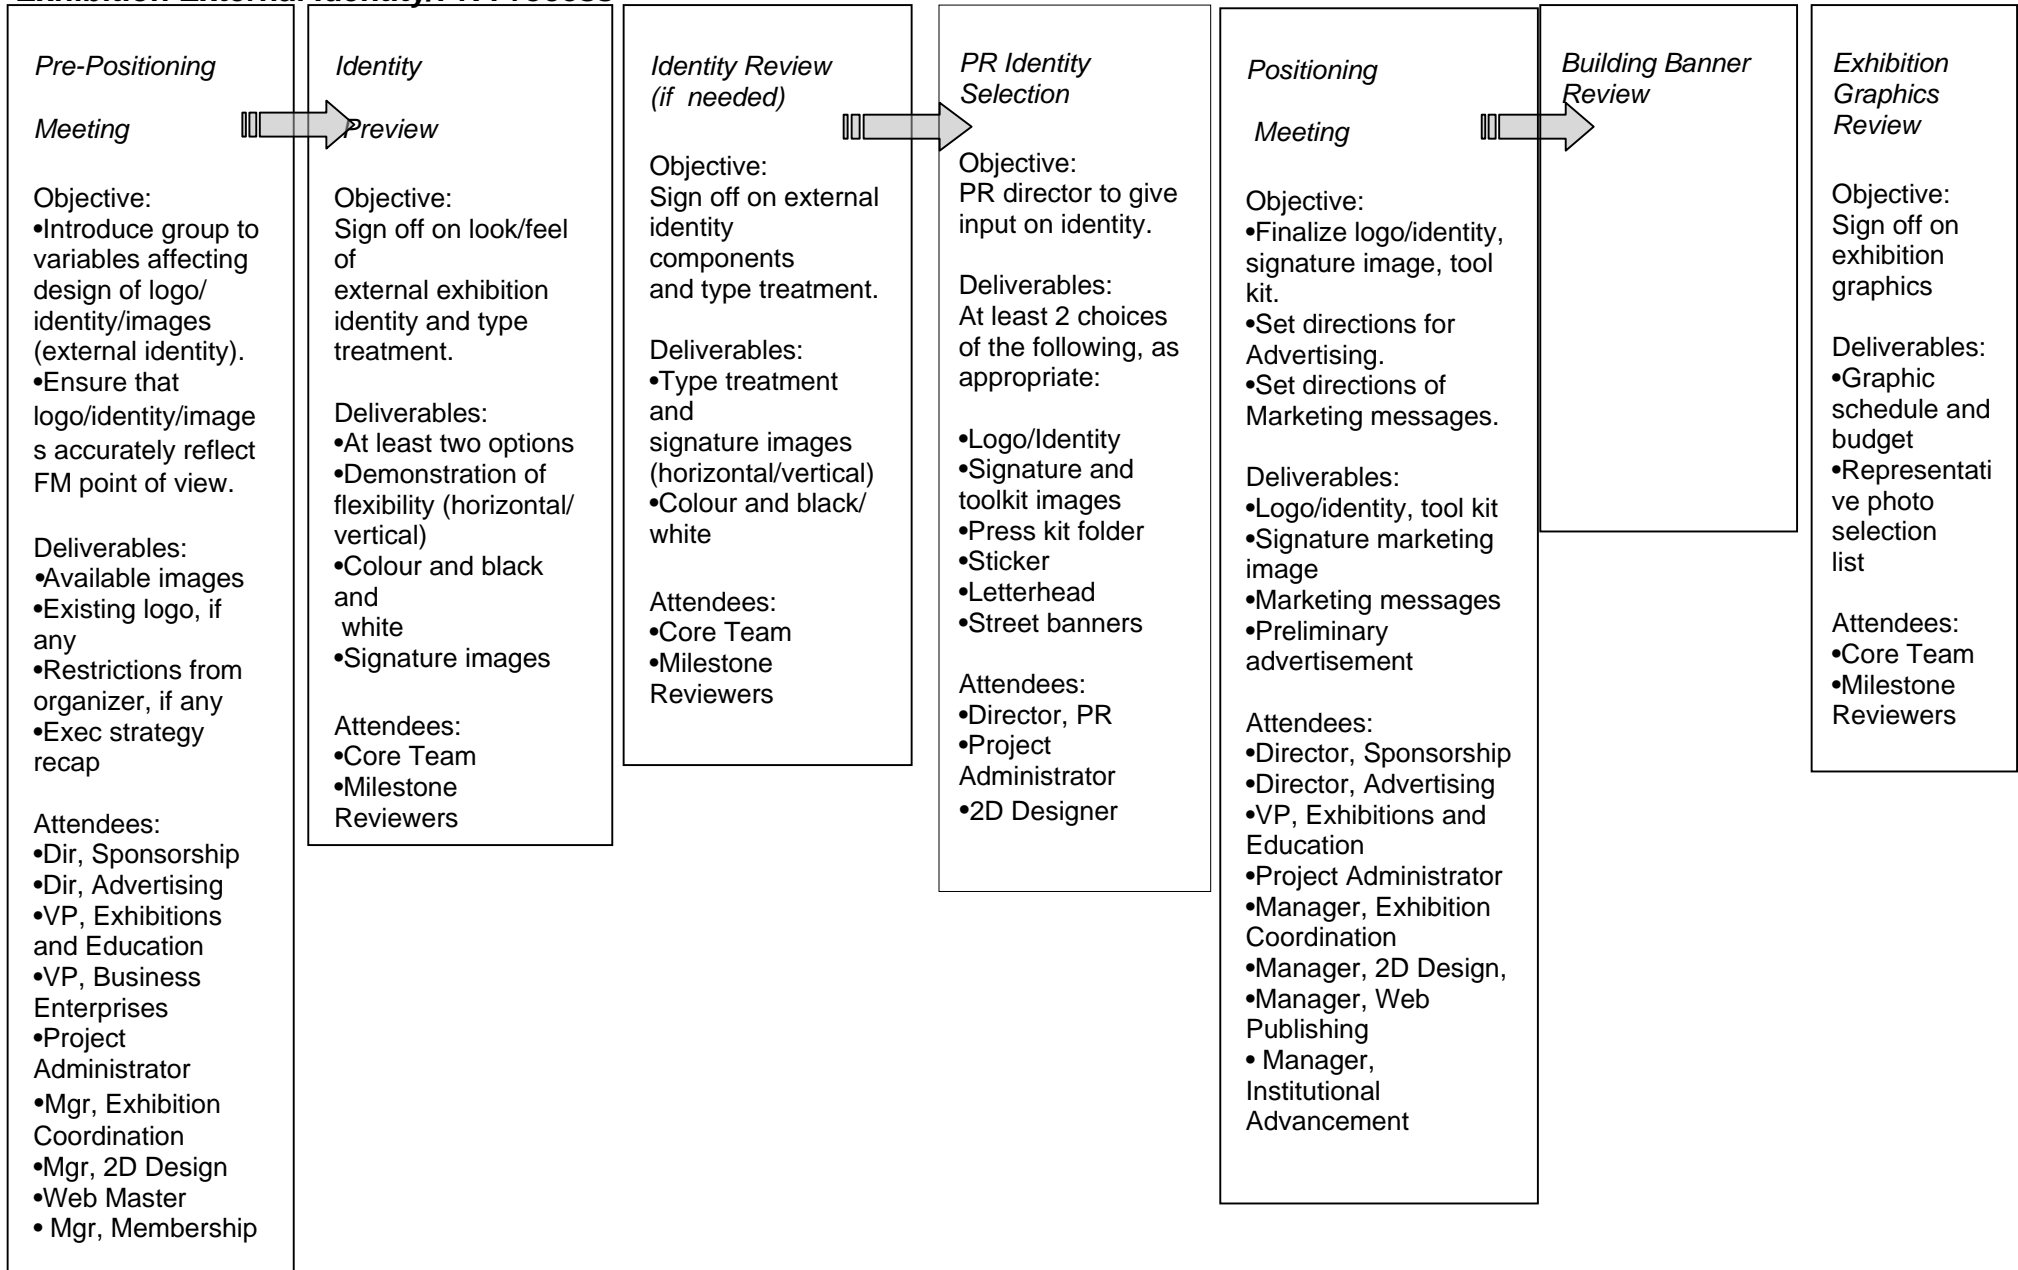 Pre-Positioning
Meeting
Objective:
•Introduce group to
variables affecting
design of logo/
identity/images
(external identity).
•Ensure that
logo/identity/image
s accurately reflect
FM point of view.
Deliverables:
•Available images
•Existing logo, if
any
•Restrictions from
organizer, if any
•Exec strategy
recap
Attendees:
•Dir, Sponsorship
•Dir, Advertising
•VP, Exhibitions
and Education
•VP, Business
Enterprises
•Project
Administrator
•Mgr, Exhibition
Coordination
•Mgr, 2D Design
•Web Master
• Mgr, Membership
Identity
Preview
Objective:
Sign off on look/feel
of
external exhibition
identity and type
treatment.
Deliverables:
•At least two options
•Demonstration of
flexibility (horizontal/
vertical)
•Colour and black
and
white
•Signature images
Attendees:
•Core Team
•Milestone
Reviewers
Identity Review
(if needed)
Objective:
Sign off on external
identity
components
and type treatment.
Deliverables:
•Type treatment
and
signature images
(horizontal/vertical)
•Colour and black/
white
Attendees:
•Core Team
•Milestone
Reviewers
PR Identity
Selection
Objective:
PR director to give
input on identity.
Deliverables:
At least 2 choices
of the following, as
appropriate:
•Logo/Identity
•Signature and
toolkit images
•Press kit folder
•Sticker
•Letterhead
•Street banners
Attendees:
•Director, PR
•Project
Administrator
•2D Designer
Positioning
Meeting
Objective:
•Finalize logo/identity,
signature image, tool
kit.
•Set directions for
Advertising.
•Set directions of
Marketing messages.
Deliverables:
•Logo/identity, tool kit
•Signature marketing
image
•Marketing messages
•Preliminary
advertisement
Attendees:
•Director, Sponsorship
•Director, Advertising
•VP, Exhibitions and
Education
•Project Administrator
•Manager, Exhibition
Coordination
•Manager, 2D Design,
•Manager, Web
Publishing
• Manager,
Institutional
Advancement
Building Banner
Review
Exhibition
Graphics
Review
Objective:
Sign off on
exhibition
graphics
Deliverables:
•Graphic
schedule and
budget
•Representati
ve photo
selection
list
Attendees:
•Core Team
•Milestone
Reviewers